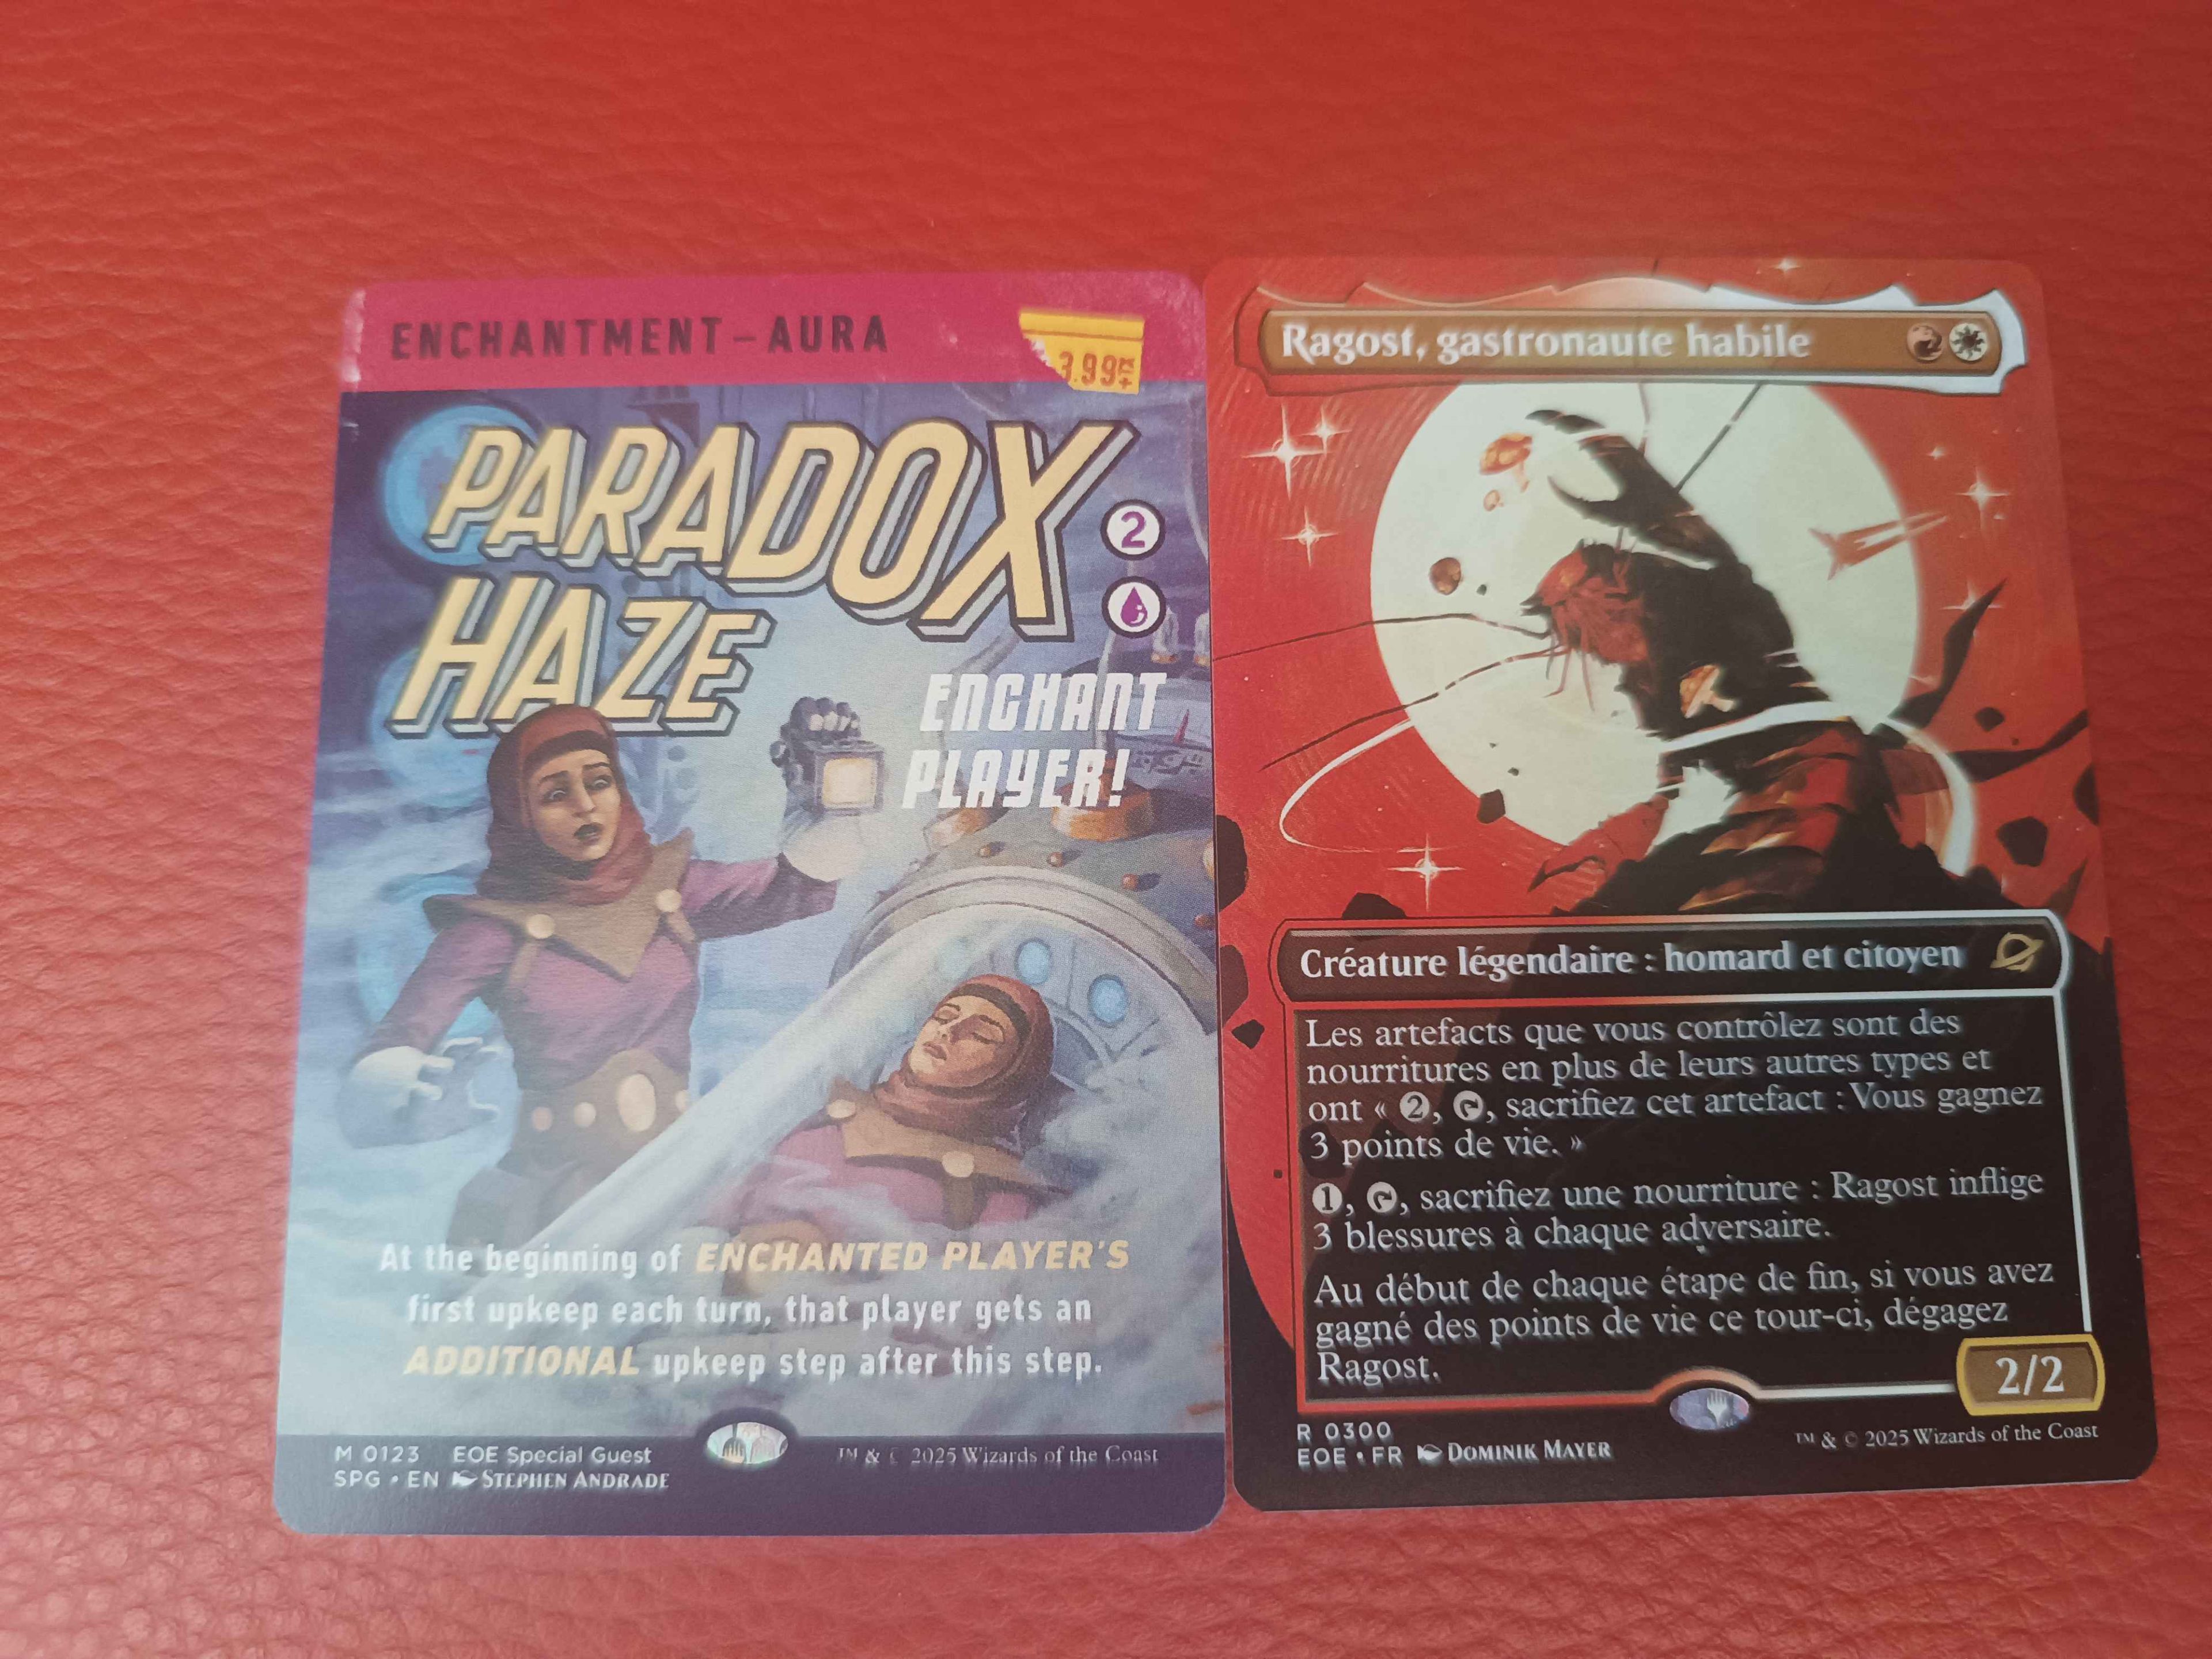 ENCHANTMENT – AURA
3.99
PARADOX
HAZE
2
ENCHANT
PLAYER!
At the beginning of ENCHANTED PLAYER'S
first upkeep each turn, that player gets an
ADDITIONAL upkeep step after this step.
M 0123 EOE Special Guest
SPG • EN STEPHEN ANDRADE
™ & © 2025 Wizards of the Coast
Ragost, gastronaute habile
Créature légendaire : homard et citoyen
Les artefacts que vous contrôlez sont des
nourritures en plus de leurs autres types et
ont « 2, , sacrifiez cet artefact : Vous gagnez
3 points de vie. »
1, , sacrifiez une nourriture : Ragost inflige
3 blessures à chaque adversaire.
Au début de chaque étape de fin, si vous avez
gagné des points de vie ce tour-ci, dégagez
Ragost.
2/2
R 0300
EOE • FR DOMINIK MAYER
™ & © 2025 Wizards of the Coast